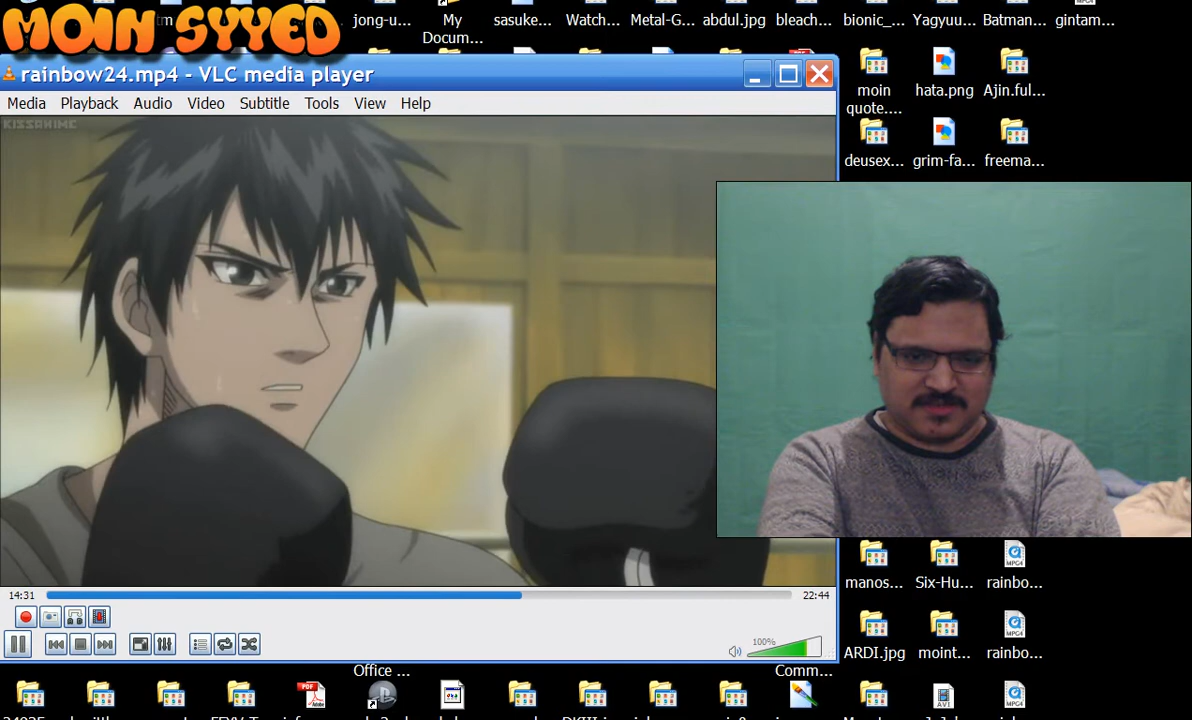 jong-u...
My Docum...
sasuke...
Watch...
Metal-G...
abdul.jpg
bleach...
bionic_...
Yagyuu...
Batman...
gintam...
MOIN SYYED
rainbow24.mp4 - VLC media player
Media Playback Audio Video Subtitle Tools View Help
KISSANIME
moin quote....
hata.png
Ajin.ful...
deusex...
grim-fa...
freema...
manos...
Six-Hu...
rainbo...
ARDI.jpg
moint...
rainbo...
14:31
22:44
100%
Office ...
Comm...